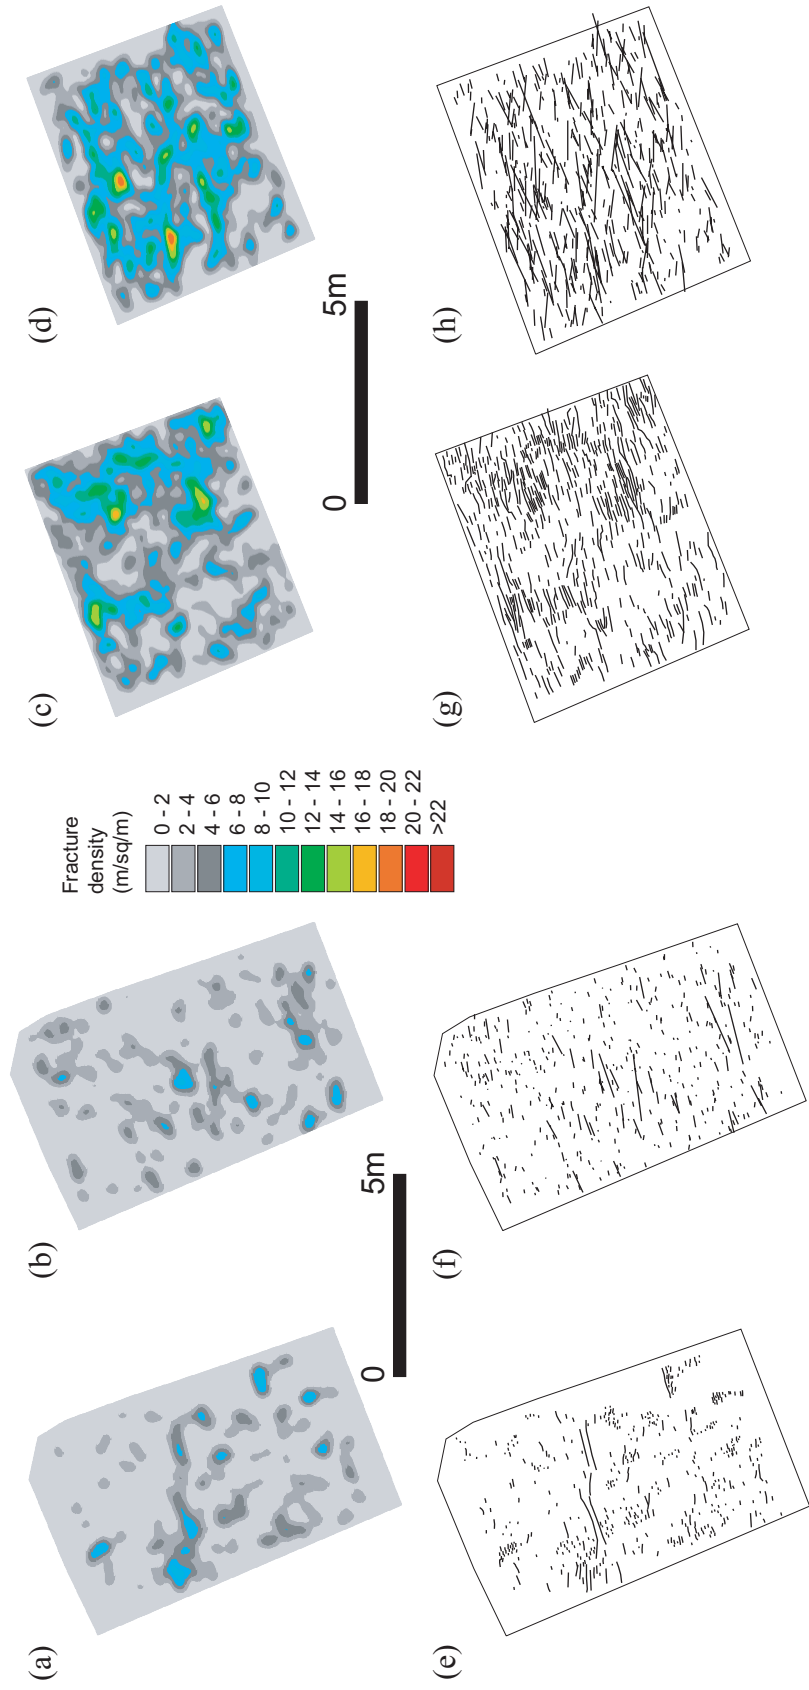 (a)
(b)
(c)
(d)
Fracture
density
(m/sq/m)
0 - 2
2 - 4
4 - 6
6 - 8
8 - 10
10 - 12
12 - 14
14 - 16
16 - 18
18 - 20
20 - 22
>22
0
5m
0
5m
(e)
(f)
(g)
(h)